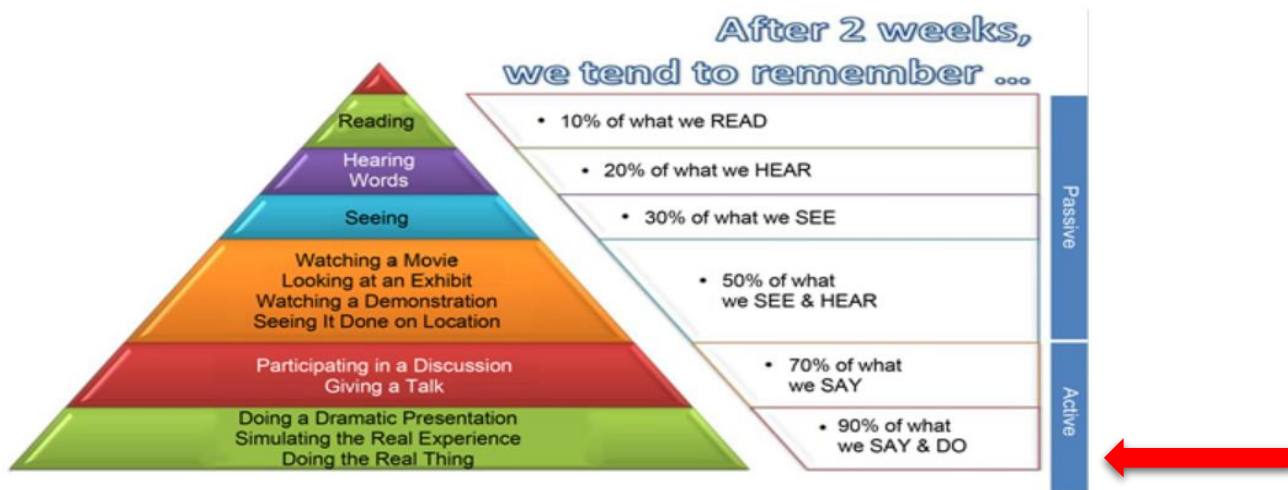 After 2 weeks,
we tend to remember ...
Reading
• 10% of what we READ
Hearing
Words
• 20% of what we HEAR
Seeing
• 30% of what we SEE
Watching a Movie
Looking at an Exhibit
Watching a Demonstration
Seeing It Done on Location
• 50% of what
we SEE & HEAR
Passive
Participating in a Discussion
Giving a Talk
• 70% of what
we SAY
Doing a Dramatic Presentation
Simulating the Real Experience
Doing the Real Thing
• 90% of what
we SAY & DO
Active